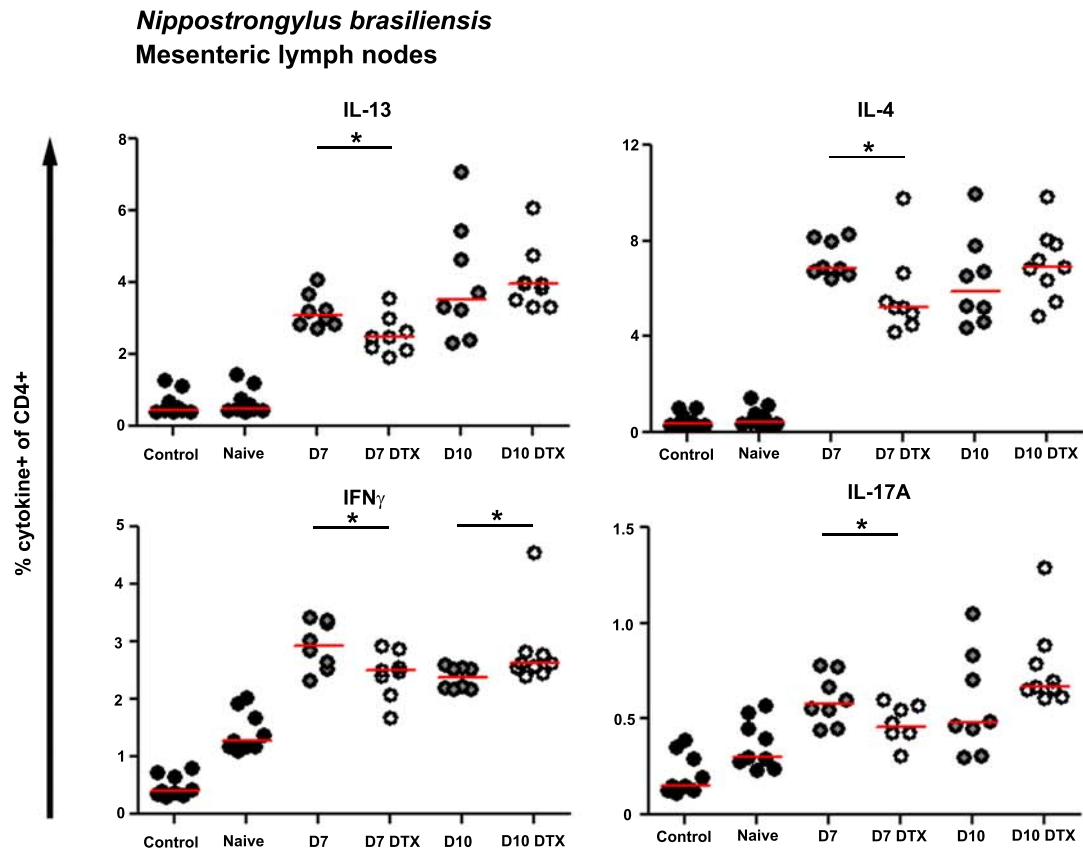 Nippostrongylus brasiliensis
Mesenteric lymph nodes
% cytokine+ of CD4+
IL-13
*
8
6
4
2
0
Control Naive D7 D7 DTX D10 D10 DTX
IL-4
*
12
8
4
0
Control Naive D7 D7 DTX D10 D10 DTX
IFNγ
* *
5
4
3
2
1
0
Control Naive D7 D7 DTX D10 D10 DTX
IL-17A
*
1.5
1.0
0.5
0
Control Naive D7 D7 DTX D10 D10 DTX